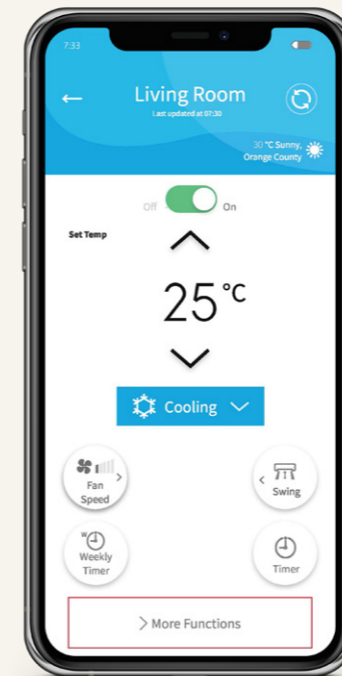 7:33
Living Room
Last updated at 07:30
30 °C Sunny,
Orange County
Off
On
Set Temp
25 °C
Cooling
Fan
Speed
Swing
W
Weekly
Timer
Timer
More Functions